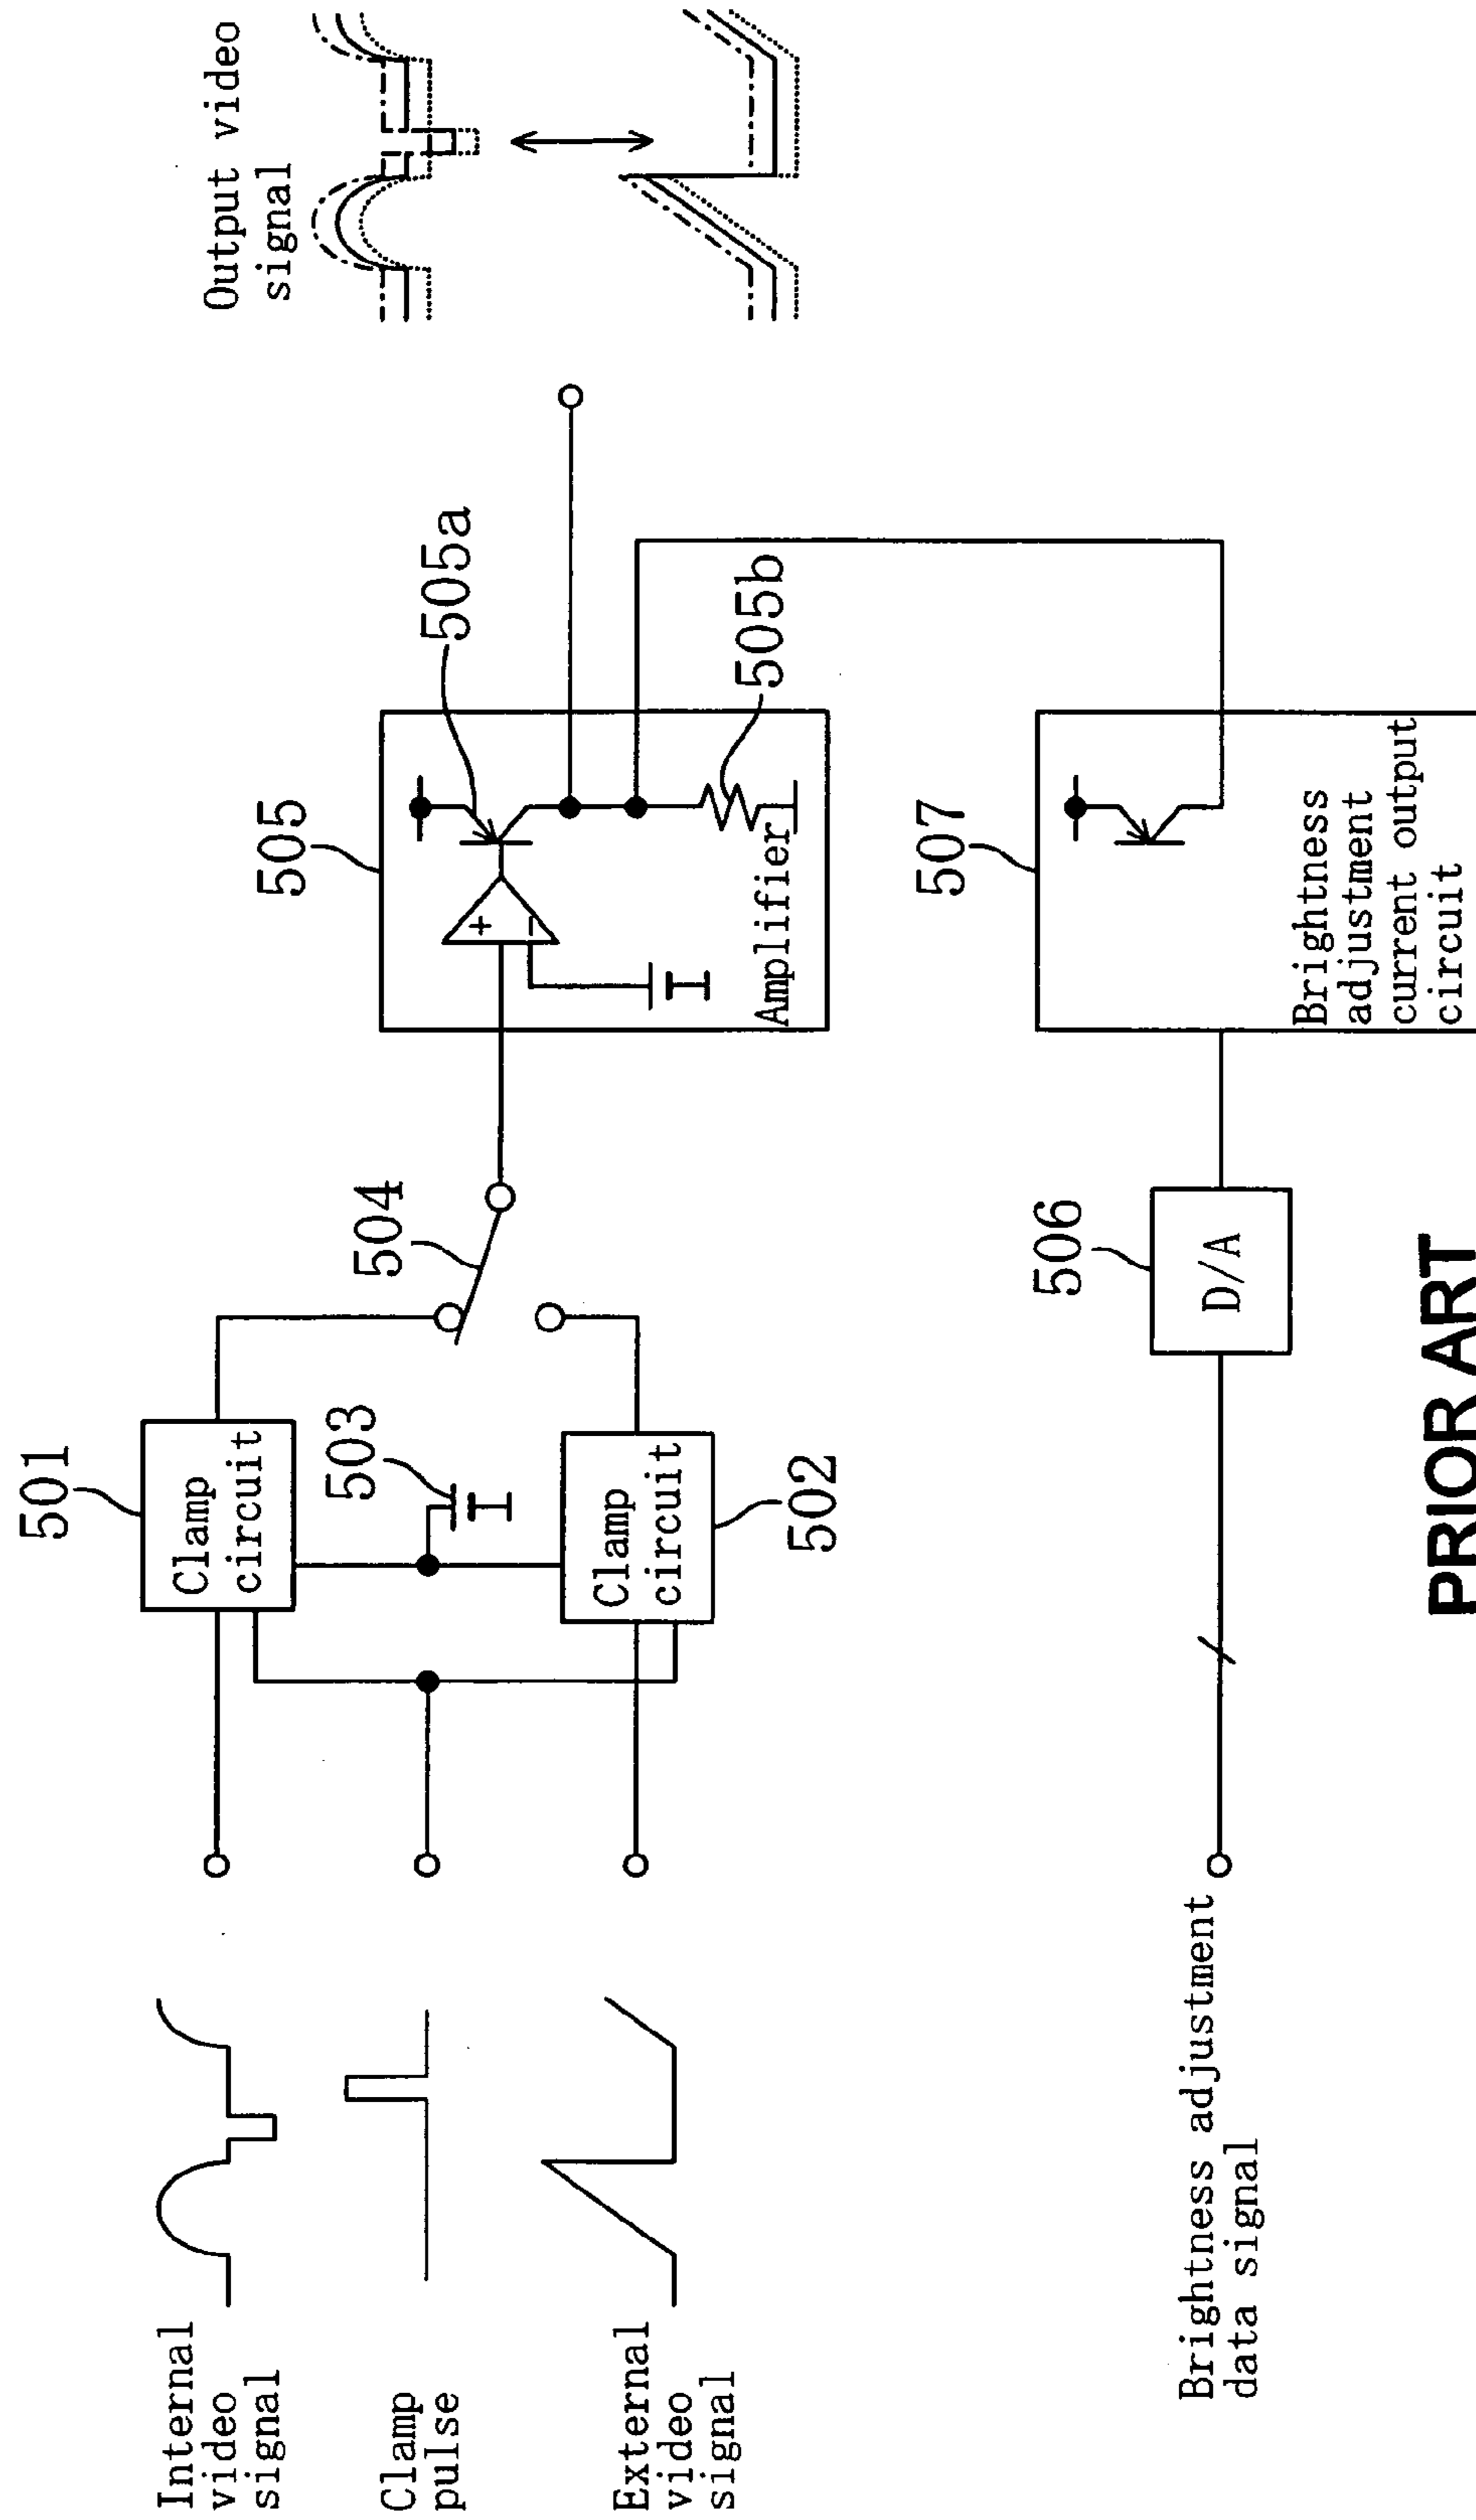 Output video
signal
505a
505b
505
+
-
Amplifier
507
Brightness
adjustment
current output
circuit
504
506
D/A
501
Clamp
circuit
503
Clamp
circuit
502
Internal
video
signal
Clamp
pulse
External
video
signal
Brightness adjustment
data signal
PRIOR ART